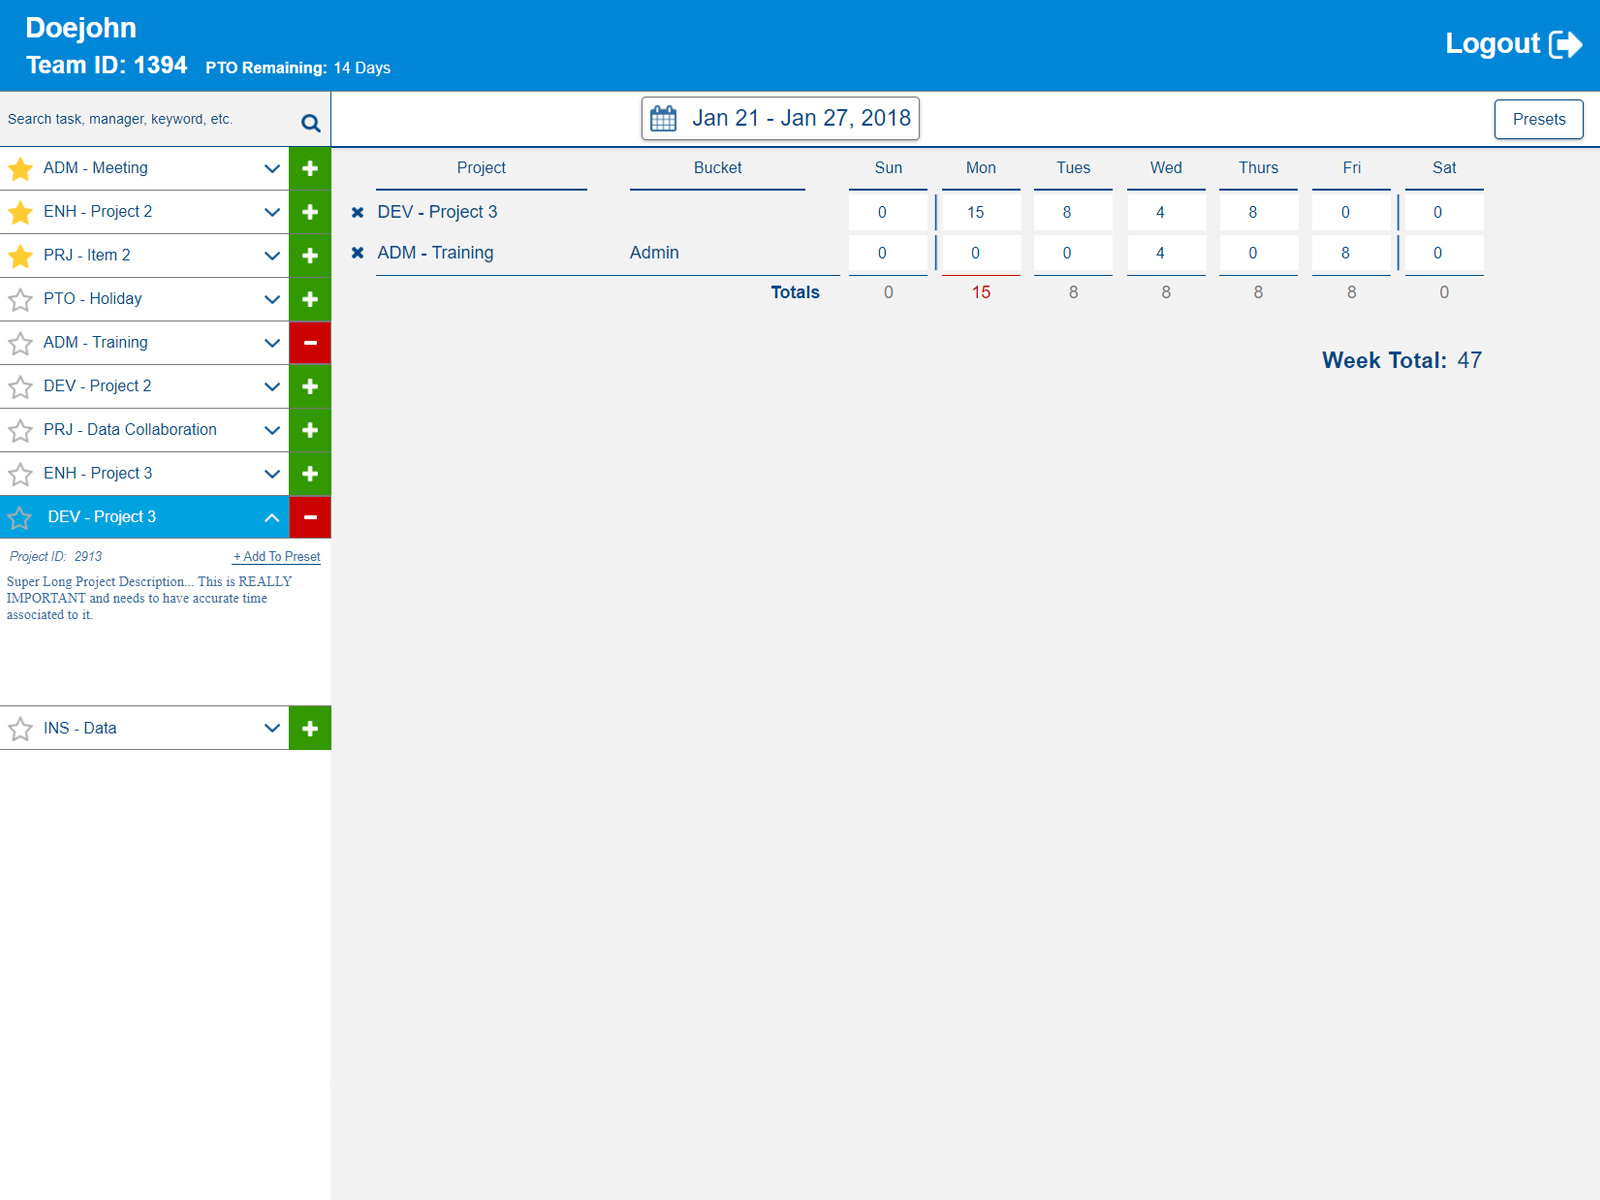 Doejohn
Team ID: 1394 PTO Remaining: 14 Days
Logout
Search task, manager, keyword, etc.
Jan 21 - Jan 27, 2018
Presets
ADM - Meeting
ENH - Project 2
PRJ - Item 2
PTO - Holiday
ADM - Training
DEV - Project 2
PRJ - Data Collaboration
ENH - Project 3
DEV - Project 3
Project ID: 2913 + Add To Preset
Super Long Project Description... This is REALLY
IMPORTANT and needs to have accurate time
associated to it.
INS - Data
Project Bucket Sun Mon Tues Wed Thurs Fri Sat
DEV - Project 3 0 15 8 4 8 0 0
ADM - Training Admin 0 0 0 4 0 8 0
Totals 0 15 8 8 8 8 0
Week Total: 47